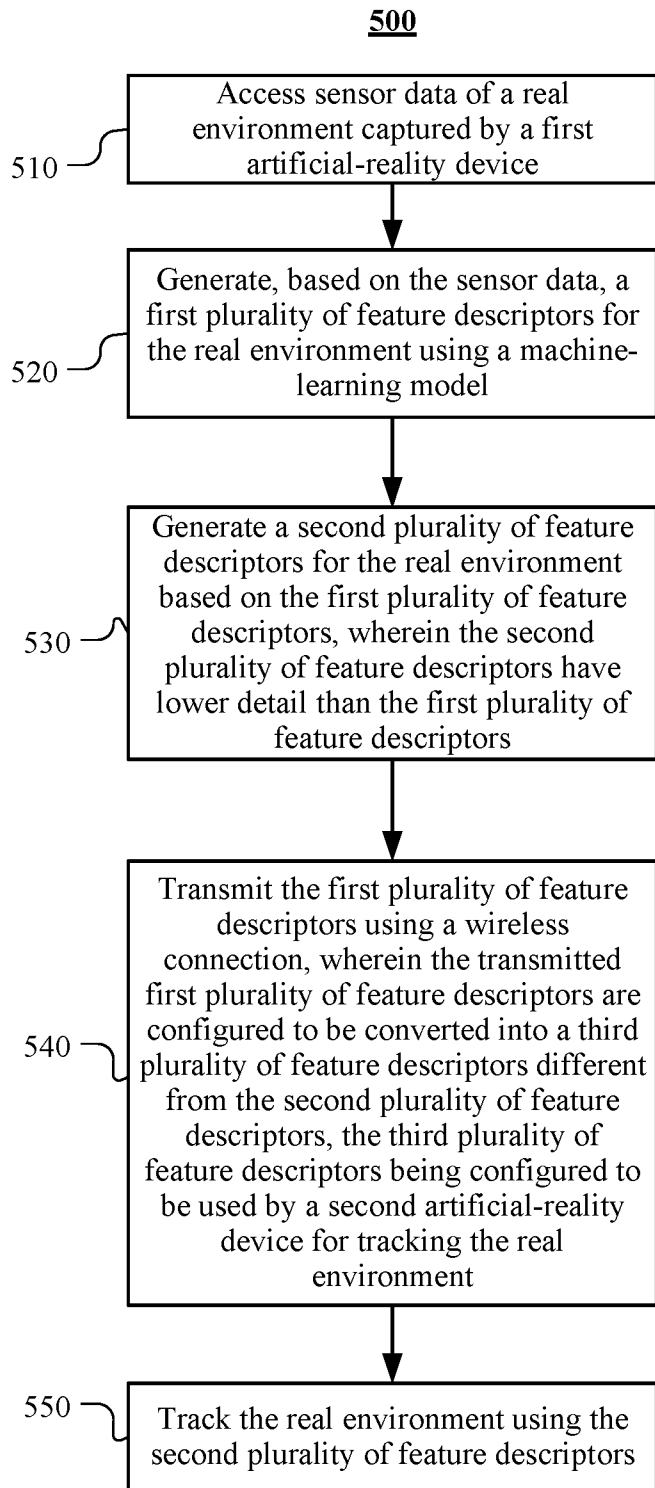 500
Access sensor data of a real
environment captured by a first
artificial-reality device
510
Generate, based on the sensor data, a
first plurality of feature descriptors for
the real environment using a machine-
learning model
520
Generate a second plurality of feature
descriptors for the real environment
based on the first plurality of feature
descriptors, wherein the second
plurality of feature descriptors have
lower detail than the first plurality of
feature descriptors
530
Transmit the first plurality of feature
descriptors using a wireless
connection, wherein the transmitted
first plurality of feature descriptors are
configured to be converted into a third
plurality of feature descriptors different
from the second plurality of feature
descriptors, the third plurality of
feature descriptors being configured to
be used by a second artificial-reality
device for tracking the real
environment
540
Track the real environment using the
second plurality of feature descriptors
550